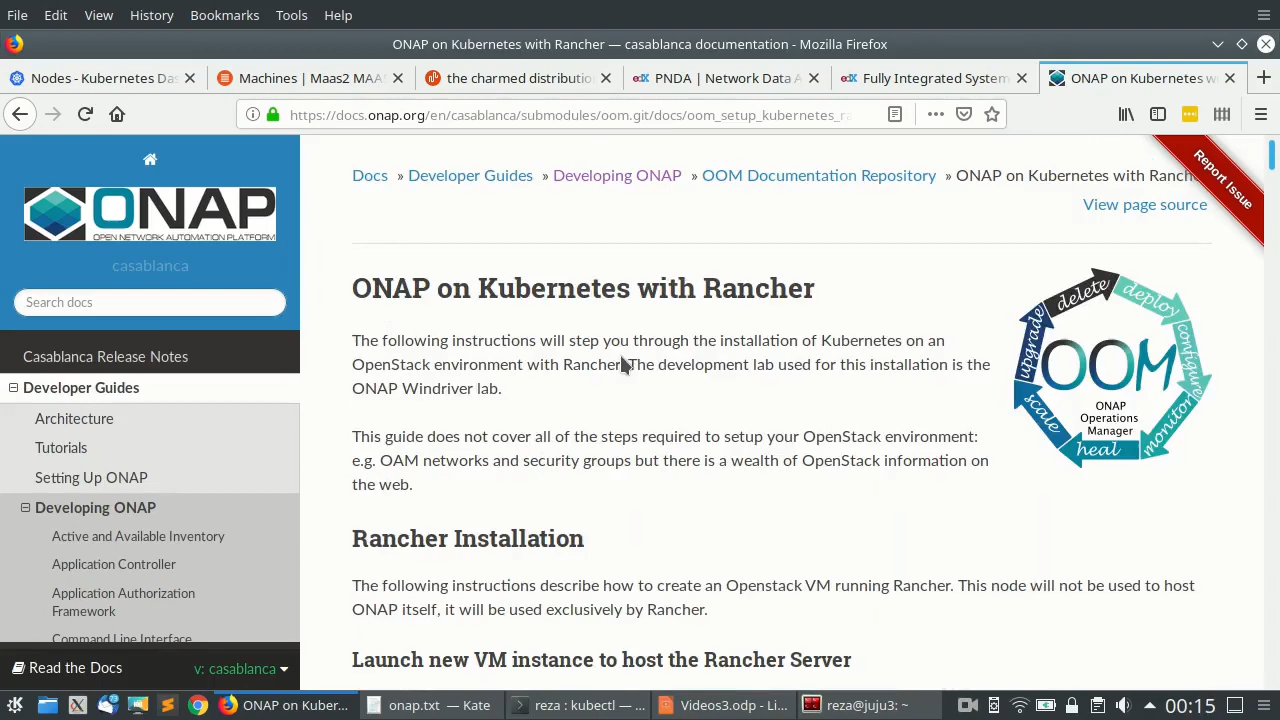 File Edit View History Bookmarks Tools Help
ONAP on Kubernetes with Rancher — casablanca documentation - Mozilla Firefox
Nodes - Kubernetes Das
Machines | Maas2 MAAS
the charmed distributio
edX PNDA | Network Data A
edX Fully Integrated System
ONAP on Kubernetes wi
https://docs.onap.org/en/casablanca/submodules/oom.git/docs/oom_setup_kubernetes_ra
ONAP
OPEN NETWORK AUTOMATION PLATFORM
casablanca
Search docs
Casablanca Release Notes
Developer Guides
Architecture
Tutorials
Setting Up ONAP
Developing ONAP
Active and Available Inventory
Application Controller
Application Authorization
Framework
Command Line Interface
Read the Docs
v: casablanca
Docs » Developer Guides » Developing ONAP » OOM Documentation Repository » ONAP on Kubernetes with Ranch
View page source
Report Issue
ONAP on Kubernetes with Rancher
The following instructions will step you through the installation of Kubernetes on an
OpenStack environment with Rancher. The development lab used for this installation is the
ONAP Windriver lab.
This guide does not cover all of the steps required to setup your OpenStack environment:
e.g. OAM networks and security groups but there is a wealth of OpenStack information on
the web.
delete
deploy
configure
monitor
heal
scale
upgrade
OOM
ONAP
Operations
Manager
Rancher Installation
The following instructions describe how to create an Openstack VM running Rancher. This node will not be used to host
ONAP itself, it will be used exclusively by Rancher.
Launch new VM instance to host the Rancher Server
ONAP on Kuber...
onap.txt — Kate
reza : kubectl — ...
Videos3.odp - Li...
reza@juju3: ~
00:15